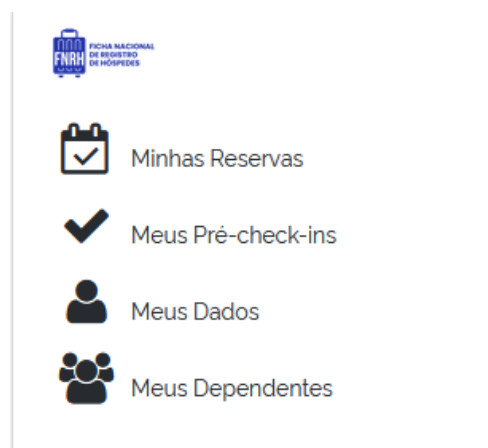 FNRH
FICHA NACIONAL
DE REGISTRO
DE HÓSPEDES
Minhas Reservas
Meus Pré-check-ins
Meus Dados
Meus Dependentes